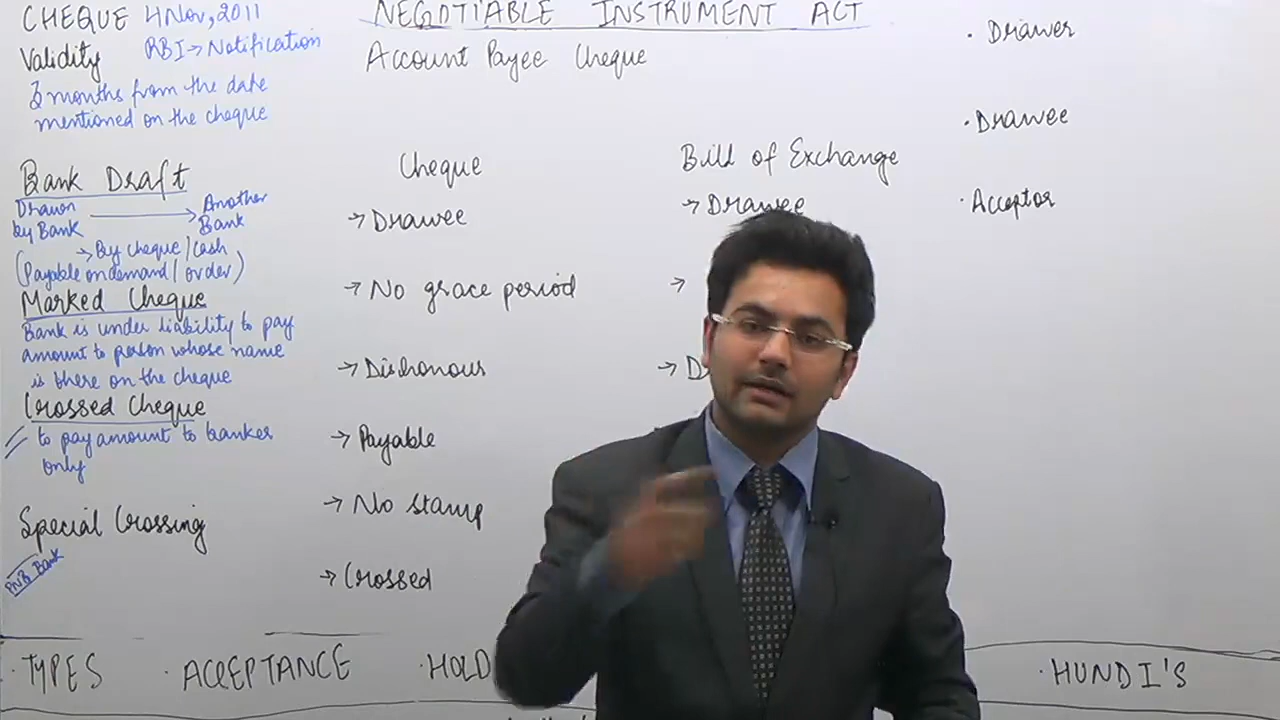 CHEQUE 4 Nov, 2011
Validity RBI → Notification
3 months from the date
mentioned on the cheque
Bank Draft
Drawn by Bank → Another Bank
→ By cheque/cash
(Payable on demand/order)
Marked Cheque
Bank is under liability to pay
amount to person whose name
is there on the cheque
Crossed Cheque
to pay amount to banker
only
Special Crossing
PNB Bank
NEGOTIABLE INSTRUMENT ACT
Account Payee Cheque
Cheque
→ Drawee
→ No grace period
→ Dishonour
→ Payable
→ No stamp
→ Crossed
Bill of Exchange
→ Drawee
→
→ D
· Drawer
· Drawee
· Acceptor
· TYPES · ACCEPTANCE · HOLD · HUNDI'S